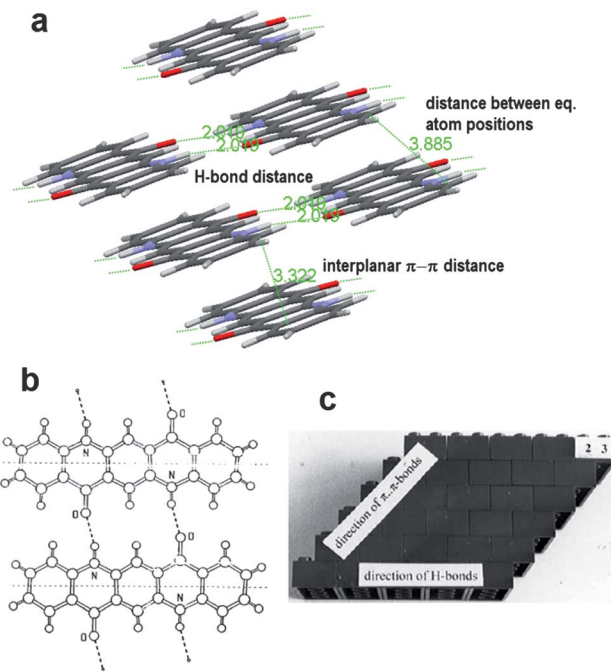 a
distance between eq.
atom positions
2.010
2.010
3.885
H-bond distance
2.010
2.010
interplanar π–π distance
3.322
b
c
O
N
N
O
O
N
N
O
2 3
direction of π..π-bonds
direction of H-bonds